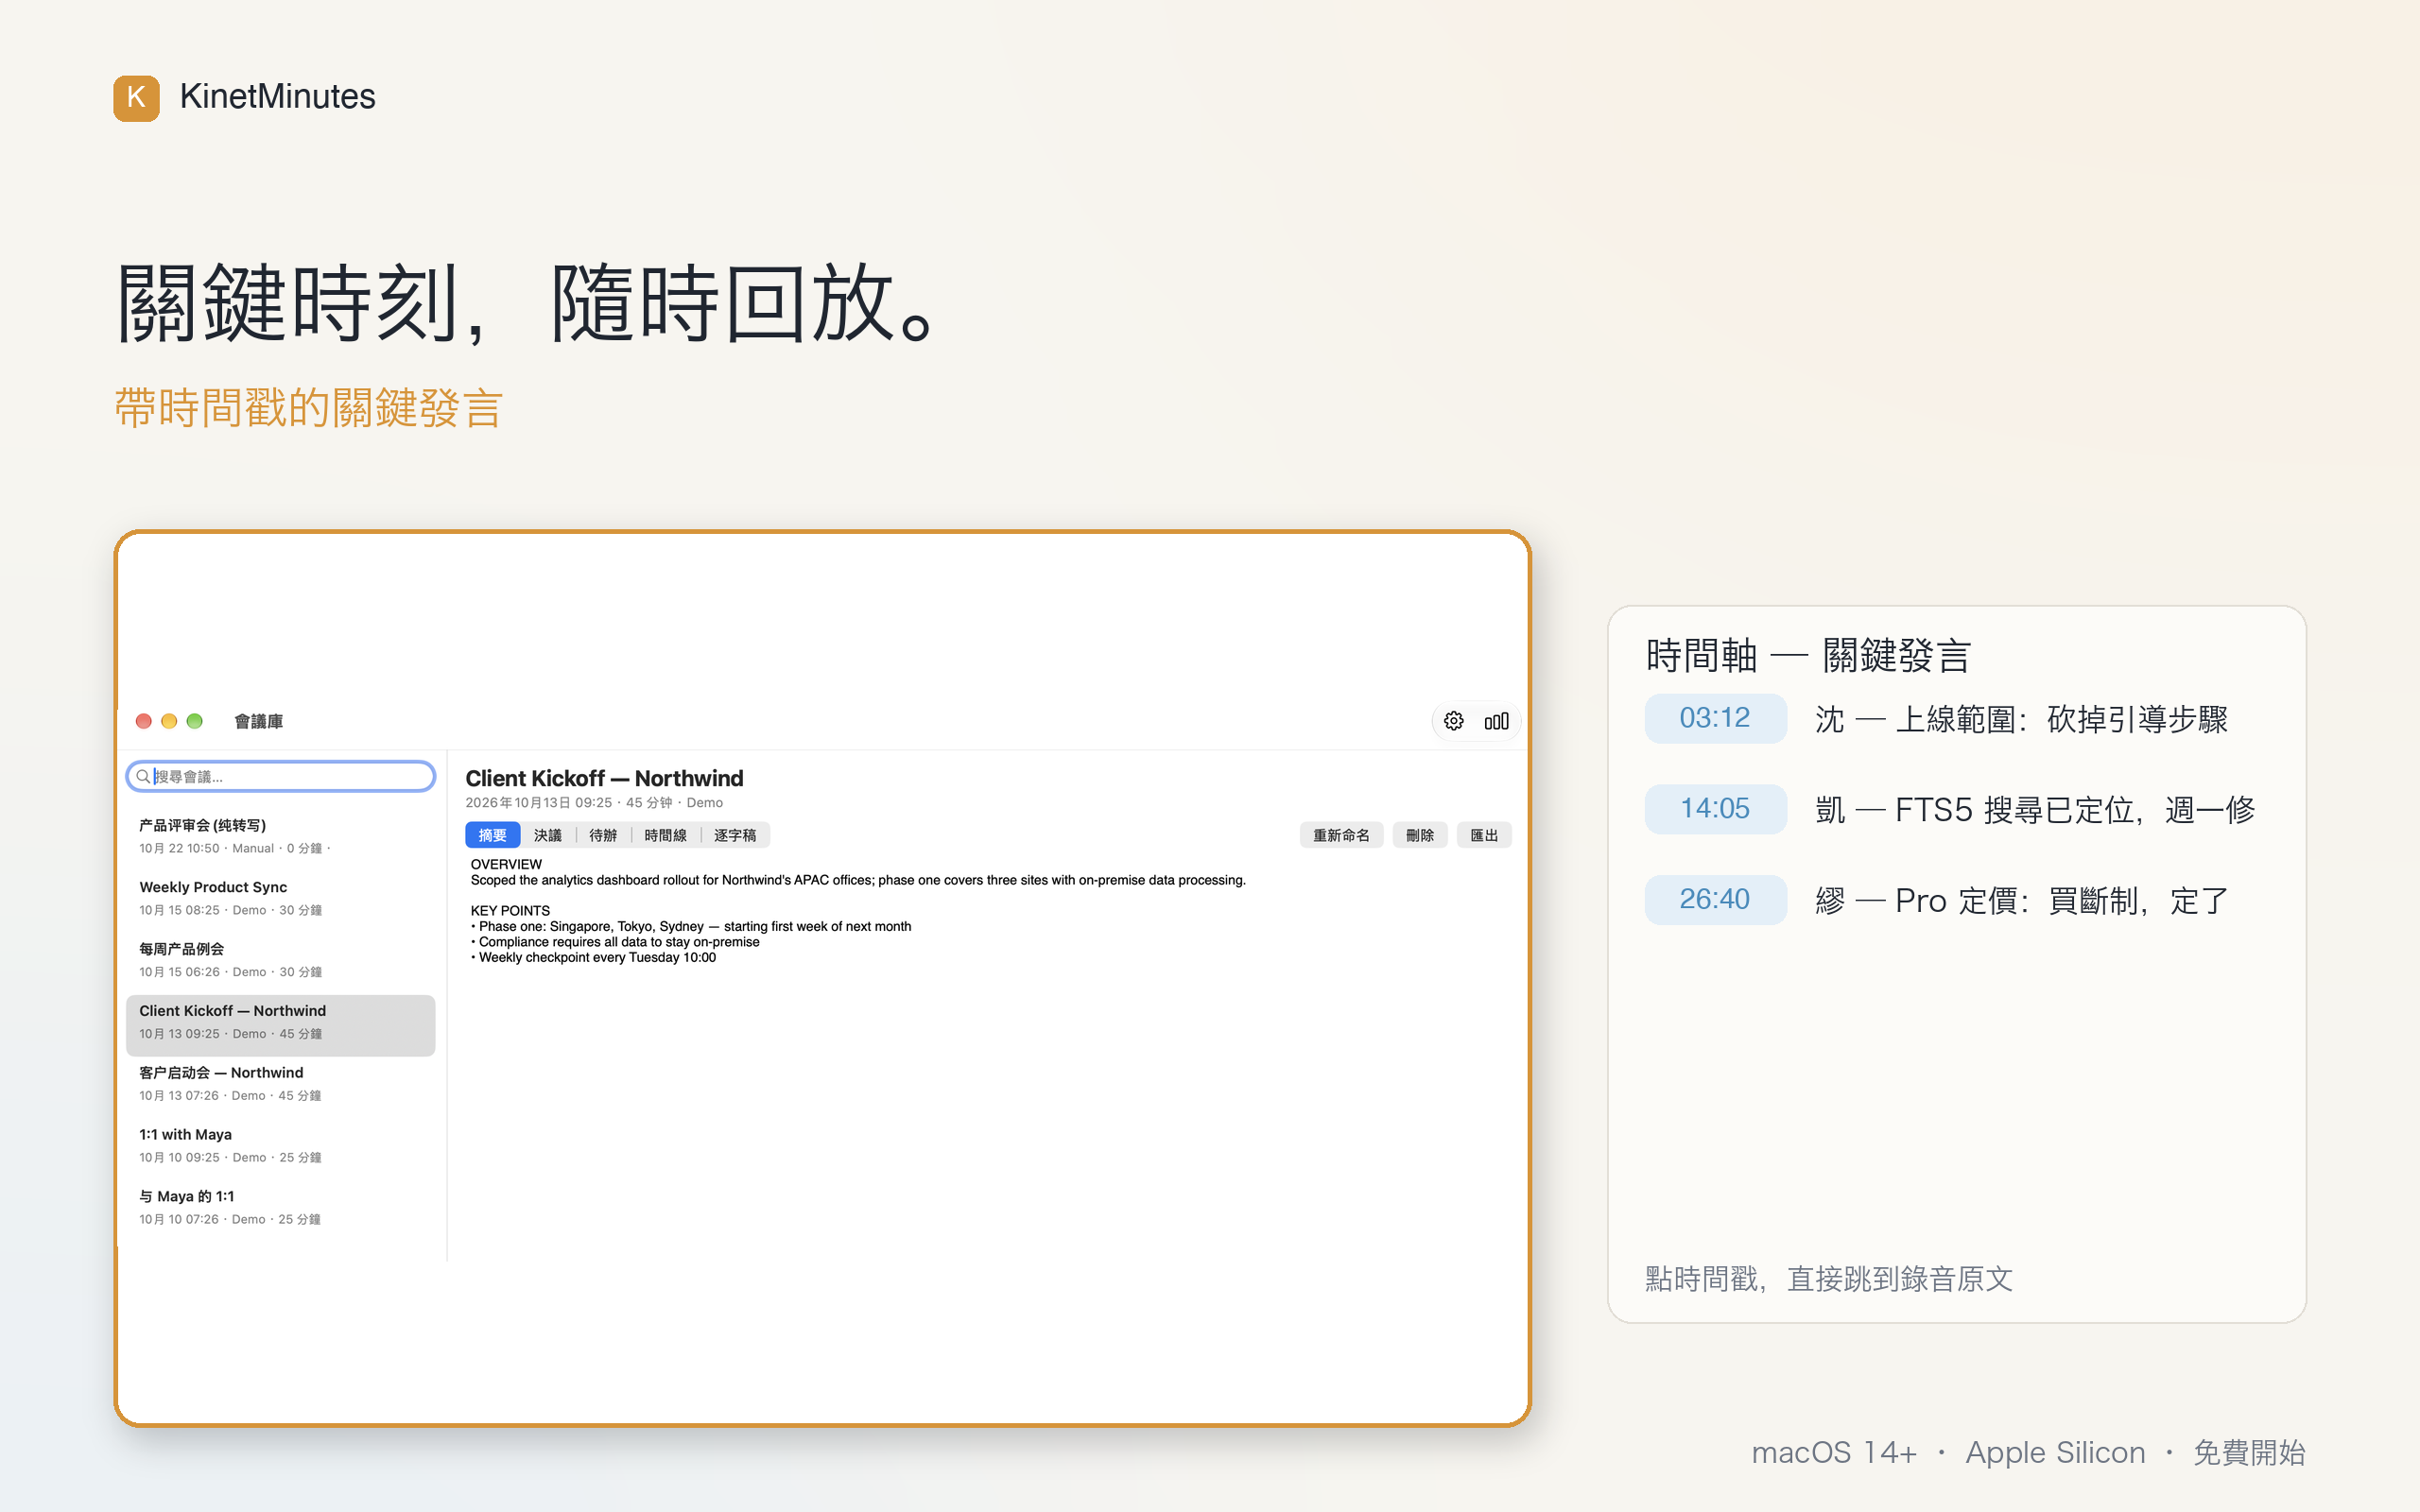 K KinetMinutes
關鍵時刻，隨時回放。
帶時間戳的關鍵發言
會議庫
搜尋會議...
产品评审会 (纯转写)
10月 22 10:50 · Manual · 0 分鐘 ·
Weekly Product Sync
10月 15 08:25 · Demo · 30 分鐘
每周产品例会
10月 15 06:26 · Demo · 30 分鐘
Client Kickoff — Northwind
10月 13 09:25 · Demo · 45 分鐘
客户启动会 — Northwind
10月 13 07:26 · Demo · 45 分鐘
1:1 with Maya
10月 10 09:25 · Demo · 25 分鐘
与 Maya 的 1:1
10月 10 07:26 · Demo · 25 分鐘
Client Kickoff — Northwind
2026年10月13日 09:25 · 45 分钟 · Demo
摘要 決議 待辦 時間線 逐字稿 重新命名 刪除 匯出
OVERVIEW
Scoped the analytics dashboard rollout for Northwind's APAC offices; phase one covers three sites with on-premise data processing.
KEY POINTS
• Phase one: Singapore, Tokyo, Sydney — starting first week of next month
• Compliance requires all data to stay on-premise
• Weekly checkpoint every Tuesday 10:00
時間軸 — 關鍵發言
03:12 沈 — 上線範圍：砍掉引導步驟
14:05 凱 — FTS5 搜尋已定位，週一修
26:40 繆 — Pro 定價：買斷制，定了
點時間戳，直接跳到錄音原文
macOS 14+ · Apple Silicon · 免費開始